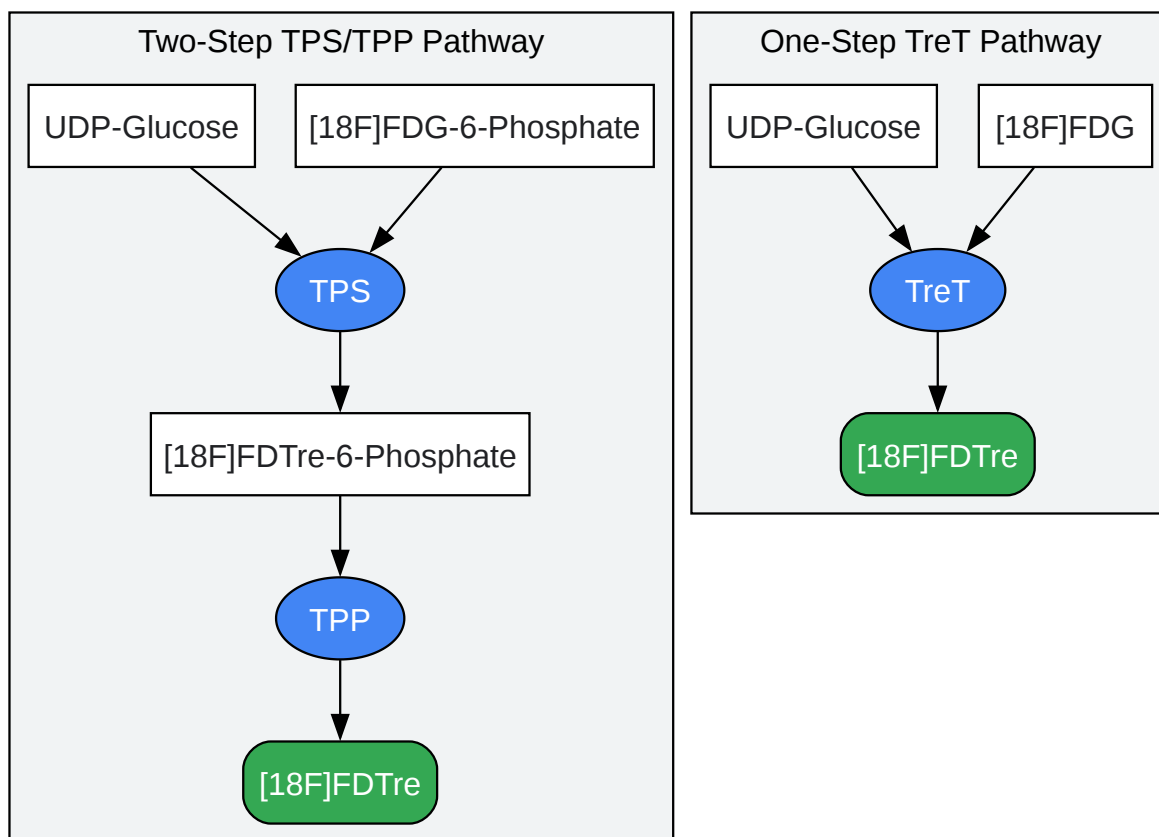 Two-Step TPS/TPP Pathway
UDP-Glucose
[18F]FDG-6-Phosphate
TPS
[18F]FDTre-6-Phosphate
TPP
[18F]FDTre
One-Step TreT Pathway
UDP-Glucose
[18F]FDG
TreT
[18F]FDTre